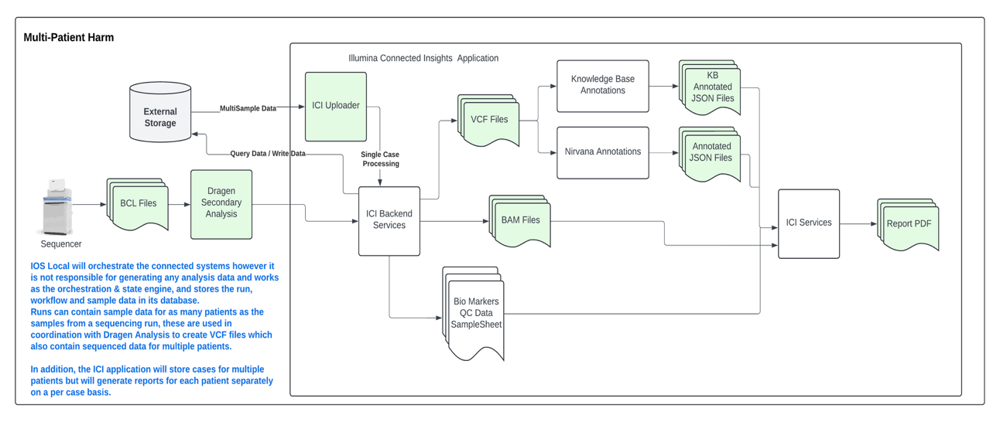 Multi-Patient Harm
Illumina Connected Insights Application
External
Storage
MultiSample Data
ICI Uploader
Query Data / Write Data
Single Case
Processing
Sequencer
BCL Files
Dragen
Secondary
Analysis
ICI Backend
Services
VCF Files
Knowledge Base
Annotations
KB
Annotated
JSON Files
Nirvana Annotations
Annotated
JSON Files
BAM Files
Bio Markers
QC Data
SampleSheet
ICI Services
Report PDF
IOS Local will orchestrate the connected systems however it
is not responsible for generating any analysis data and works
as the orchestration & state engine, and stores the run,
workflow and sample data in its database.
Runs can contain sample data for as many patients as the
samples from a sequencing run, these are used in
coordination with Dragen Analysis to create VCF files which
also contain sequenced data for multiple patients.
In addition, the ICI application will store cases for multiple
patients but will generate reports for each patient separately
on a per case basis.